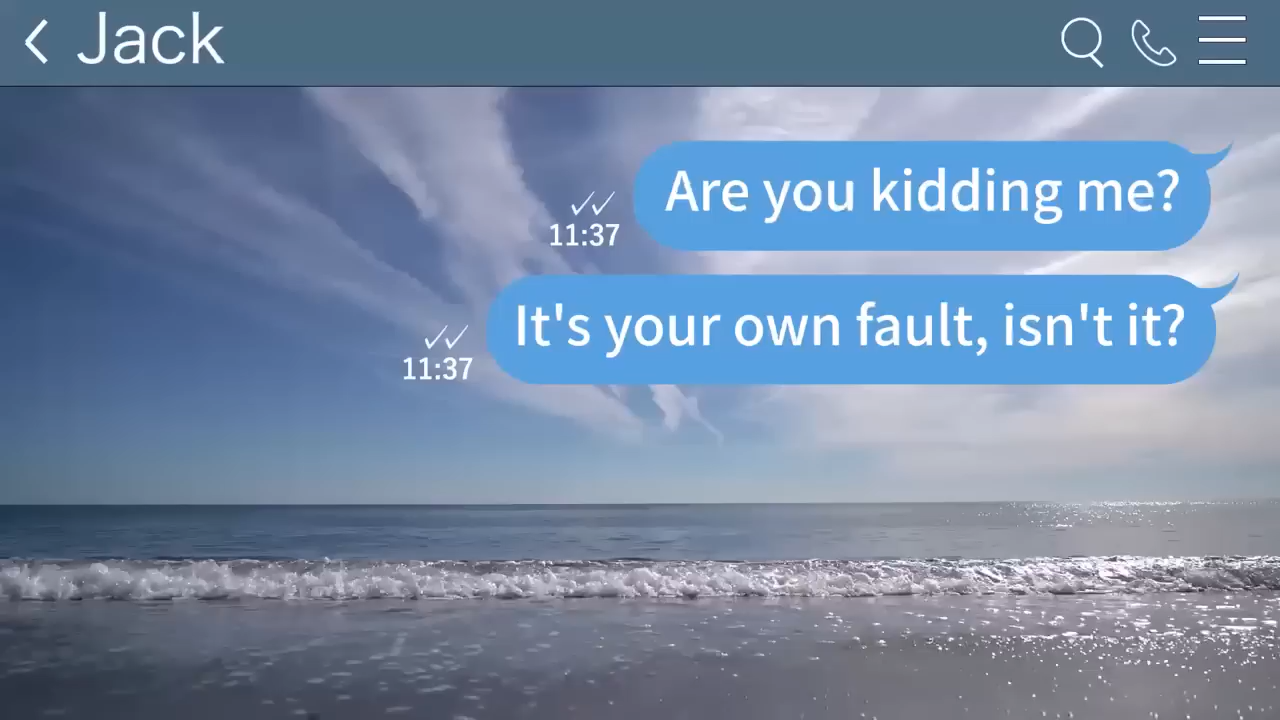 Jack
Are you kidding me?
11:37
It's your own fault, isn't it?
11:37